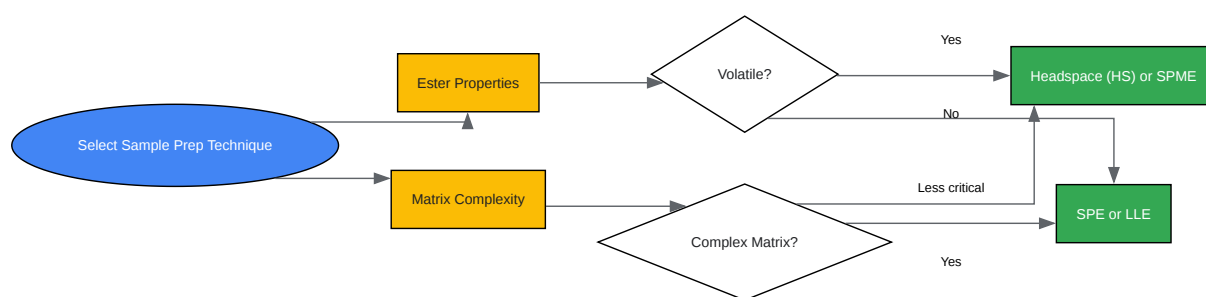 Yes
Volatile?
Headspace (HS) or SPME
Ester Properties
No
Select Sample Prep Technique
Less critical
Matrix Complexity
SPE or LLE
Complex Matrix?
Yes